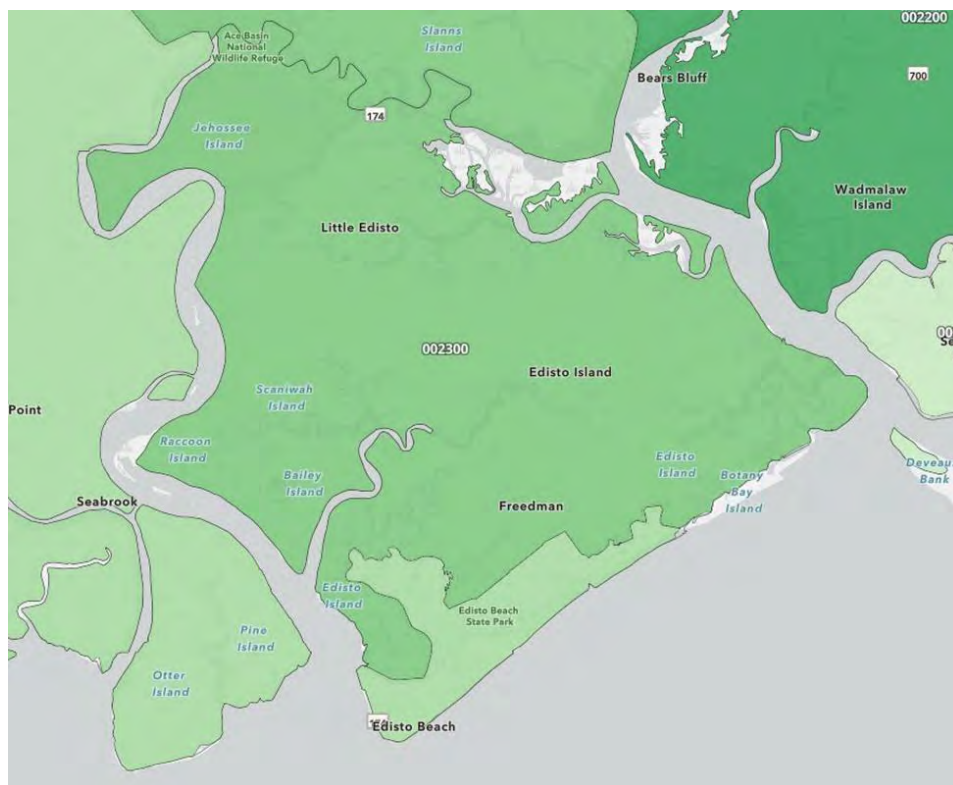 002200
Ace Basin
National
Wildlife Refuge
Slanns
Island
Bears Bluff
700
174
Jehossee
Island
Wadmalaw
Island
Little Edisto
002300
Edisto Island
Scaniwah
Island
Point
Raccoon
Island
Bailey
Island
Edisto
Island
Botany
Bay
Island
Deveau
Bank
Seabrook
Freedman
Edisto
Island
Edisto Beach
State Park
Pine
Island
Otter
Island
Edisto Beach